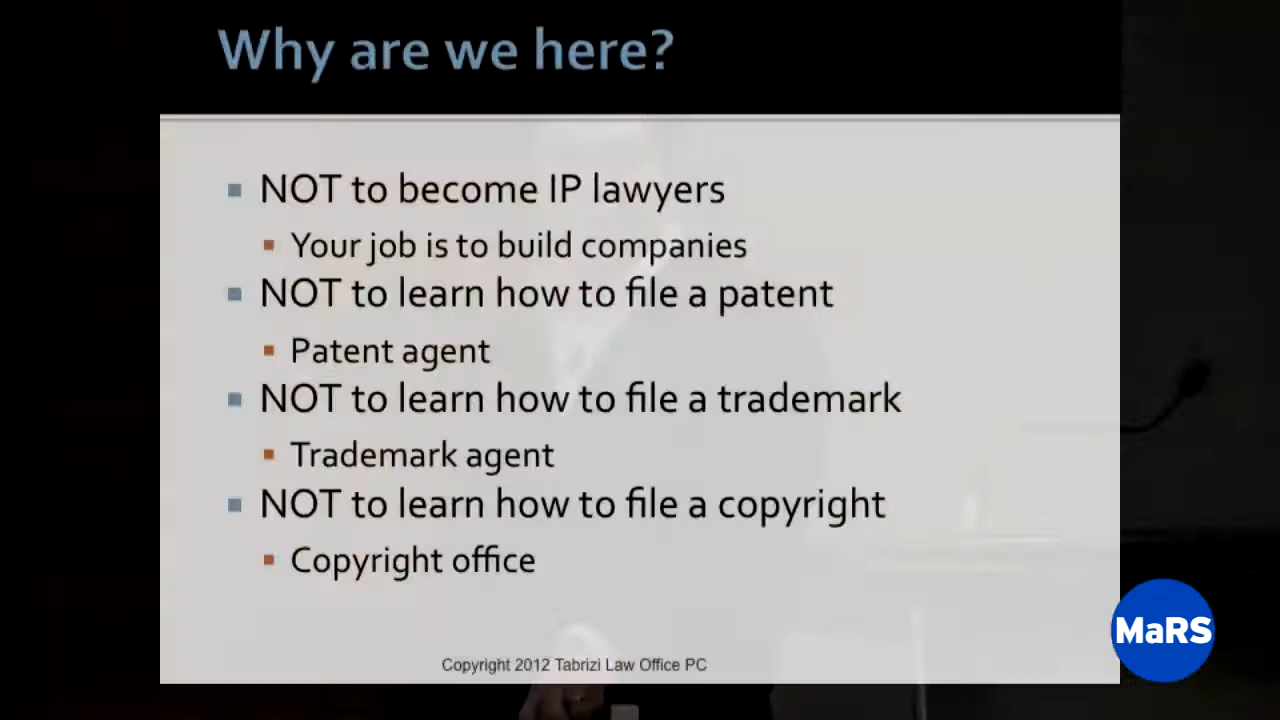 Why are we here?
NOT to become IP lawyers
Your job is to build companies
NOT to learn how to file a patent
Patent agent
NOT to learn how to file a trademark
Trademark agent
NOT to learn how to file a copyright
Copyright office
Copyright 2012 Tabrizi Law Office PC
MaRS